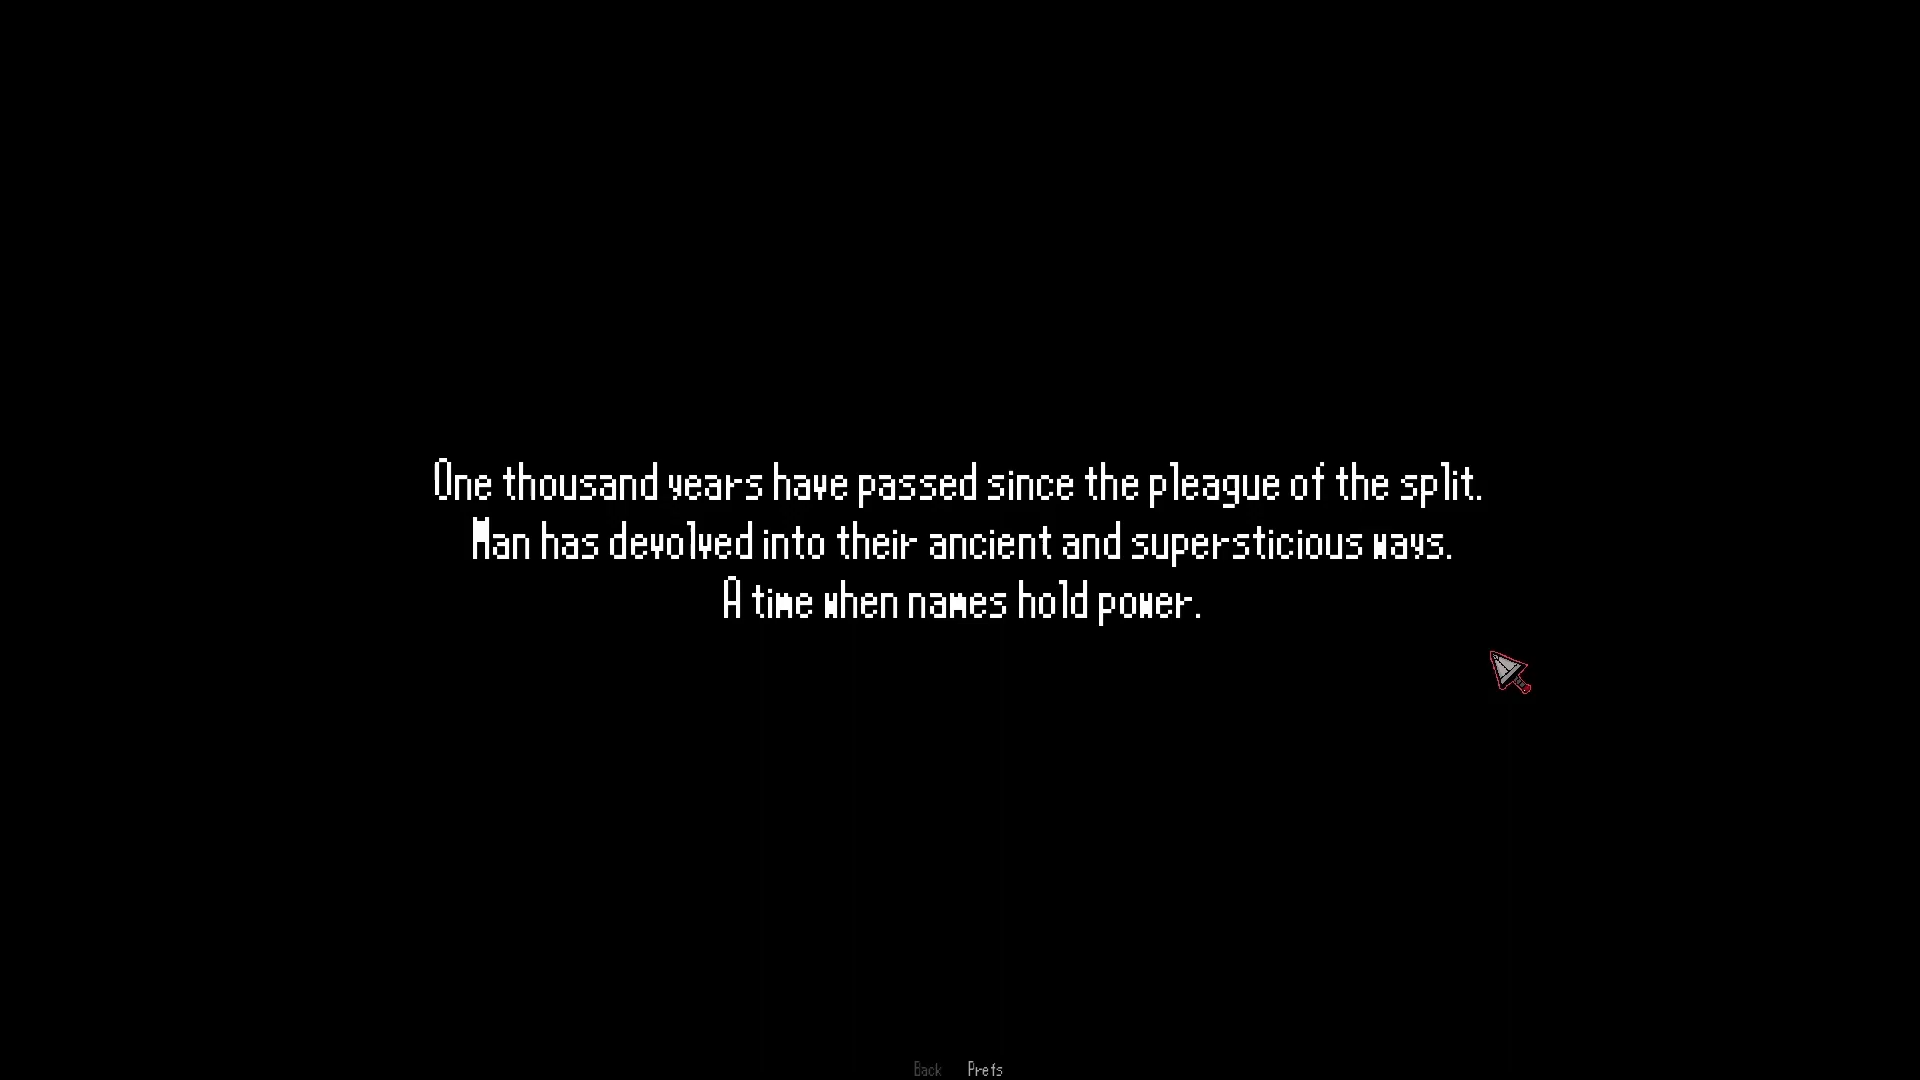 One thousand years have passed since the pleague of the split.
Man has devolved into their ancient and supersticious ways.
A time when names hold power.
Back Prefs